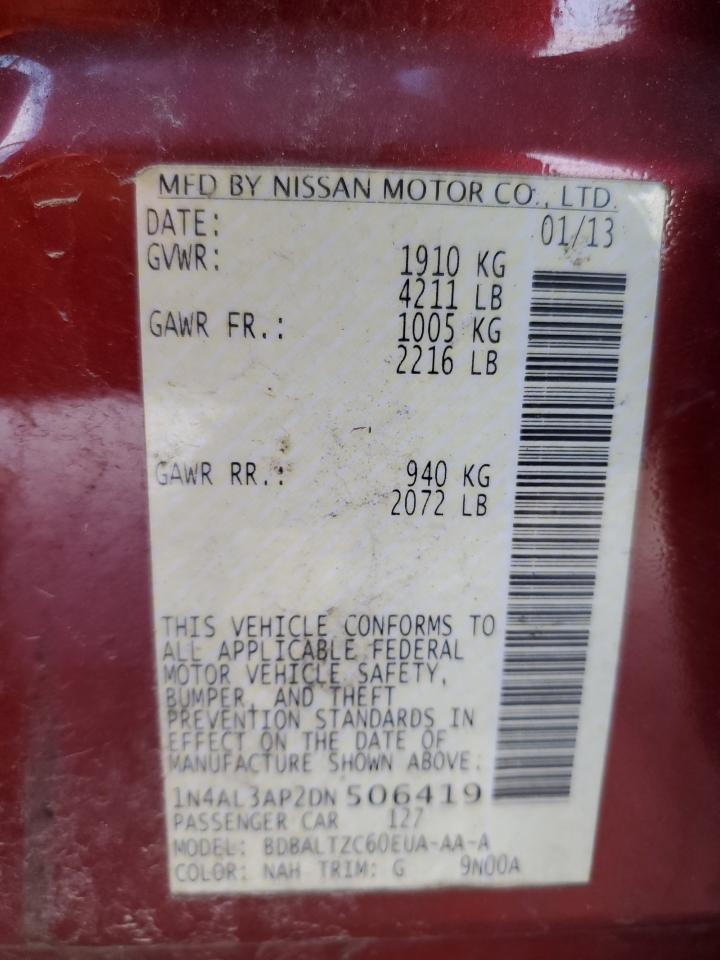 MFD BY NISSAN MOTOR CO., LTD.
DATE: 01/13
GVWR: 1910 KG
4211 LB
GAWR FR.: 1005 KG
2216 LB
GAWR RR.: 940 KG
2072 LB
THIS VEHICLE CONFORMS TO
ALL APPLICABLE FEDERAL
MOTOR VEHICLE SAFETY,
BUMPER, AND THEFT
PREVENTION STANDARDS IN
EFFECT ON THE DATE OF
MANUFACTURE SHOWN ABOVE.
1N4AL3AP2DN506419
PASSENGER CAR 127
MODEL: BDBALTZC60EUA-AA-A
COLOR: NAH TRIM: G 9N00A